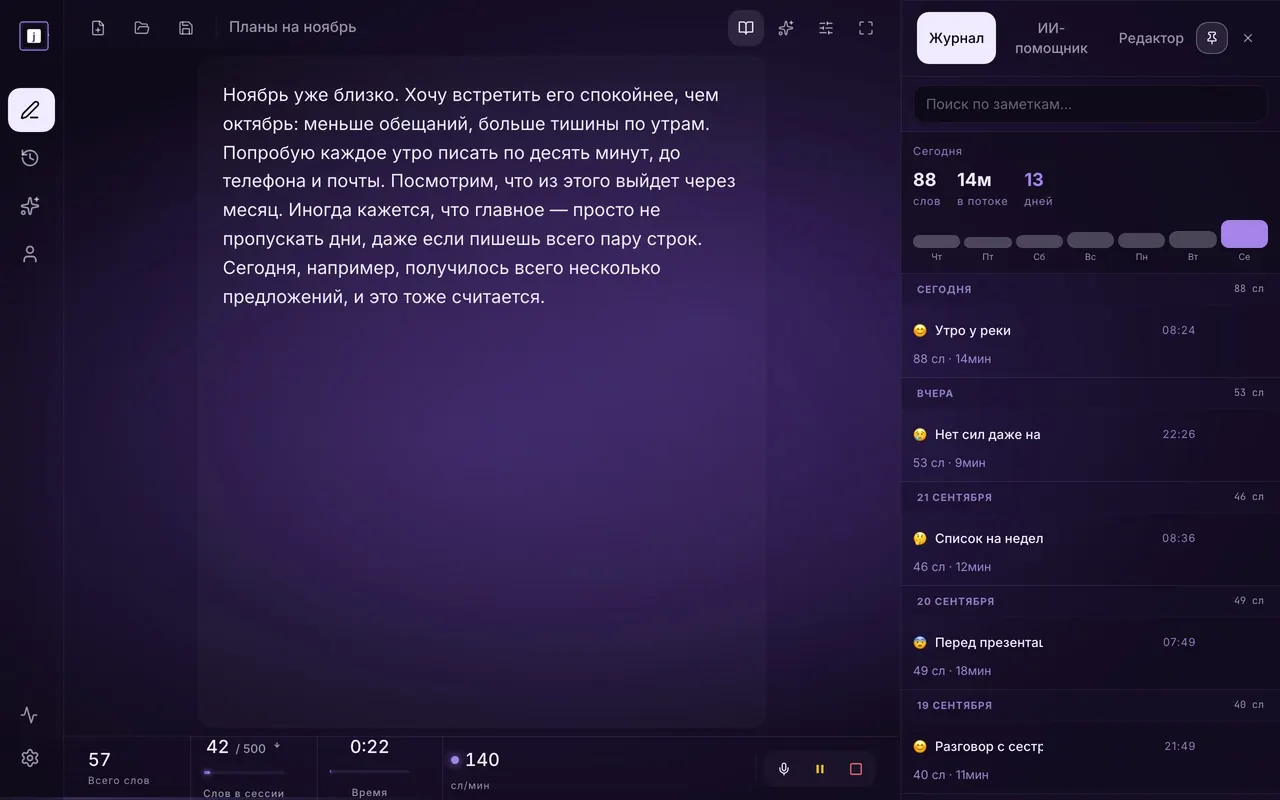 j
Планы на ноябрь
Ноябрь уже близко. Хочу встретить его спокойнее, чем
октябрь: меньше обещаний, больше тишины по утрам.
Попробую каждое утро писать по десять минут, до
телефона и почты. Посмотрим, что из этого выйдет через
месяц. Иногда кажется, что главное — просто не
пропускать дни, даже если пишешь всего пару строк.
Сегодня, например, получилось всего несколько
предложений, и это тоже считается.
57
Всего слов
42 / 500
Слов в сессии
0:22
Время
140
сл/мин
Журнал
ИИ-
помощник
Редактор
Поиск по заметкам...
Сегодня
88 14м 13
слов в потоке дней
Чт Пт Сб Вс Пн Вт Се
СЕГОДНЯ 88 сл
Утро у реки 08:24
88 сл · 14мин
ВЧЕРА 53 сл
Нет сил даже на 22:26
53 сл · 9мин
21 СЕНТЯБРЯ 46 сл
Список на недел 08:36
46 сл · 12мин
20 СЕНТЯБРЯ 49 сл
Перед презентац 07:49
49 сл · 18мин
19 СЕНТЯБРЯ 40 сл
Разговор с сестр 21:49
40 сл · 11мин